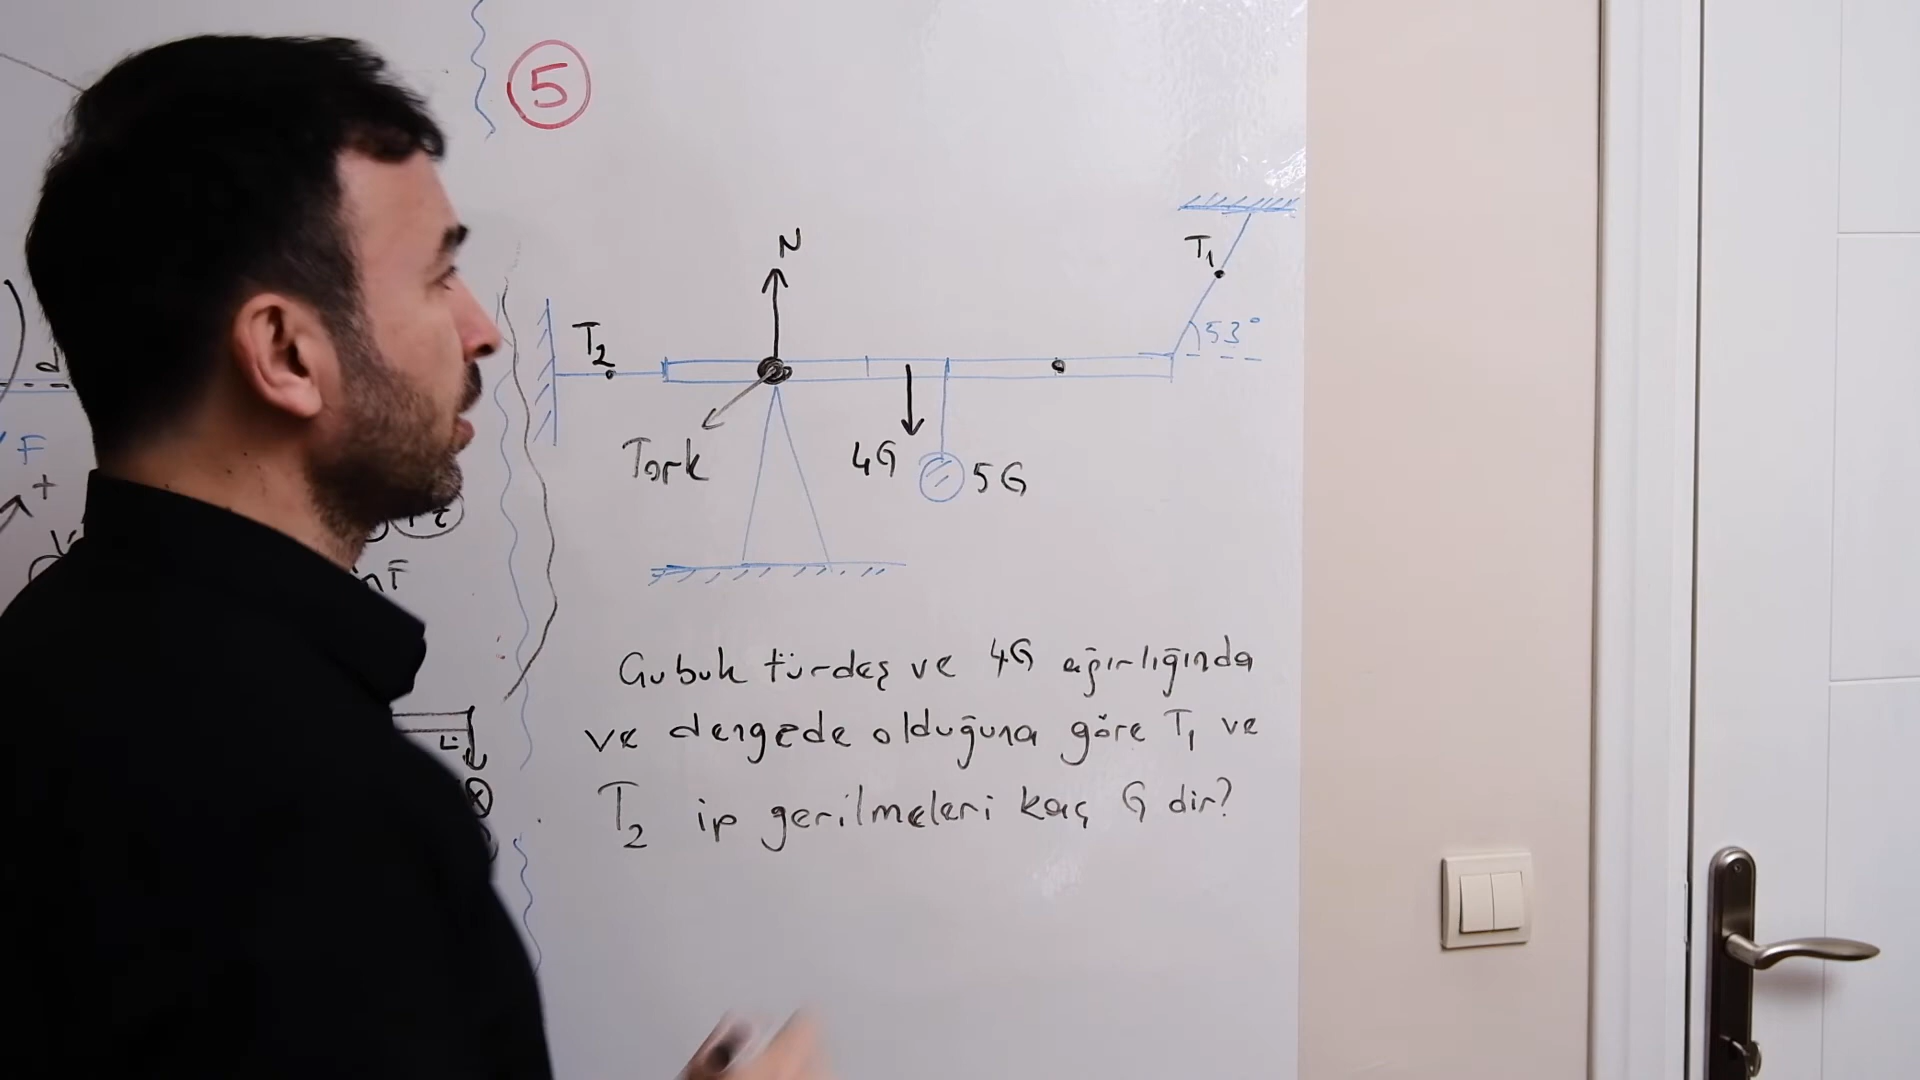 5
N
T1
T2
53°
Tork
4G
5G
d
F
+
Çubuk türdeş ve 4G ağırlığında
ve dengede olduğuna göre T1 ve
T2 ip gerilmeleri kaç G dir?